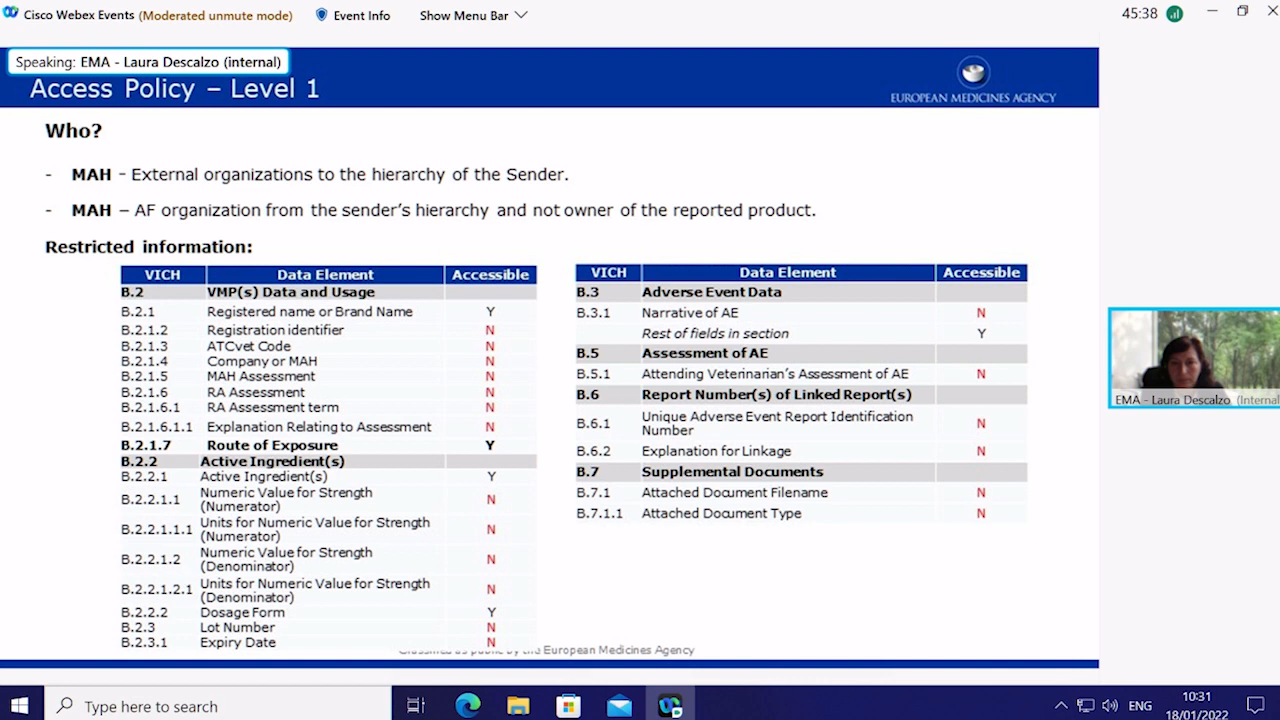 Cisco Webex Events (Moderated unmute mode) Event Info Show Menu Bar 45:38
Speaking: EMA - Laura Descalzo (internal)
Access Policy – Level 1
EUROPEAN MEDICINES AGENCY
Who?
- MAH - External organizations to the hierarchy of the Sender.
- MAH – AF organization from the sender's hierarchy and not owner of the reported product.
Restricted information:
VICH Data Element Accessible
B.2 VMP(s) Data and Usage
B.2.1 Registered name or Brand Name Y
B.2.1.2 Registration identifier N
B.2.1.3 ATCvet Code N
B.2.1.4 Company or MAH N
B.2.1.5 MAH Assessment N
B.2.1.6 RA Assessment N
B.2.1.6.1 RA Assessment term N
B.2.1.6.1.1 Explanation Relating to Assessment N
B.2.1.7 Route of Exposure Y
B.2.2 Active Ingredient(s)
B.2.2.1 Active Ingredient(s) Y
B.2.2.1.1 Numeric Value for Strength
(Numerator) N
B.2.2.1.1.1 Units for Numeric Value for Strength
(Numerator) N
B.2.2.1.2 Numeric Value for Strength
(Denominator) N
B.2.2.1.2.1 Units for Numeric Value for Strength
(Denominator) N
B.2.2.2 Dosage Form Y
B.2.3 Lot Number N
B.2.3.1 Expiry Date N
VICH Data Element Accessible
B.3 Adverse Event Data
B.3.1 Narrative of AE N
Rest of fields in section Y
B.5 Assessment of AE
B.5.1 Attending Veterinarian's Assessment of AE N
B.6 Report Number(s) of Linked Report(s)
B.6.1 Unique Adverse Event Report Identification
Number N
B.6.2 Explanation for Linkage N
B.7 Supplemental Documents
B.7.1 Attached Document Filename N
B.7.1.1 Attached Document Type N
Classified as public by the European Medicines Agency
EMA - Laura Descalzo (Internal
Type here to search
ENG
10:31
18/01/2022